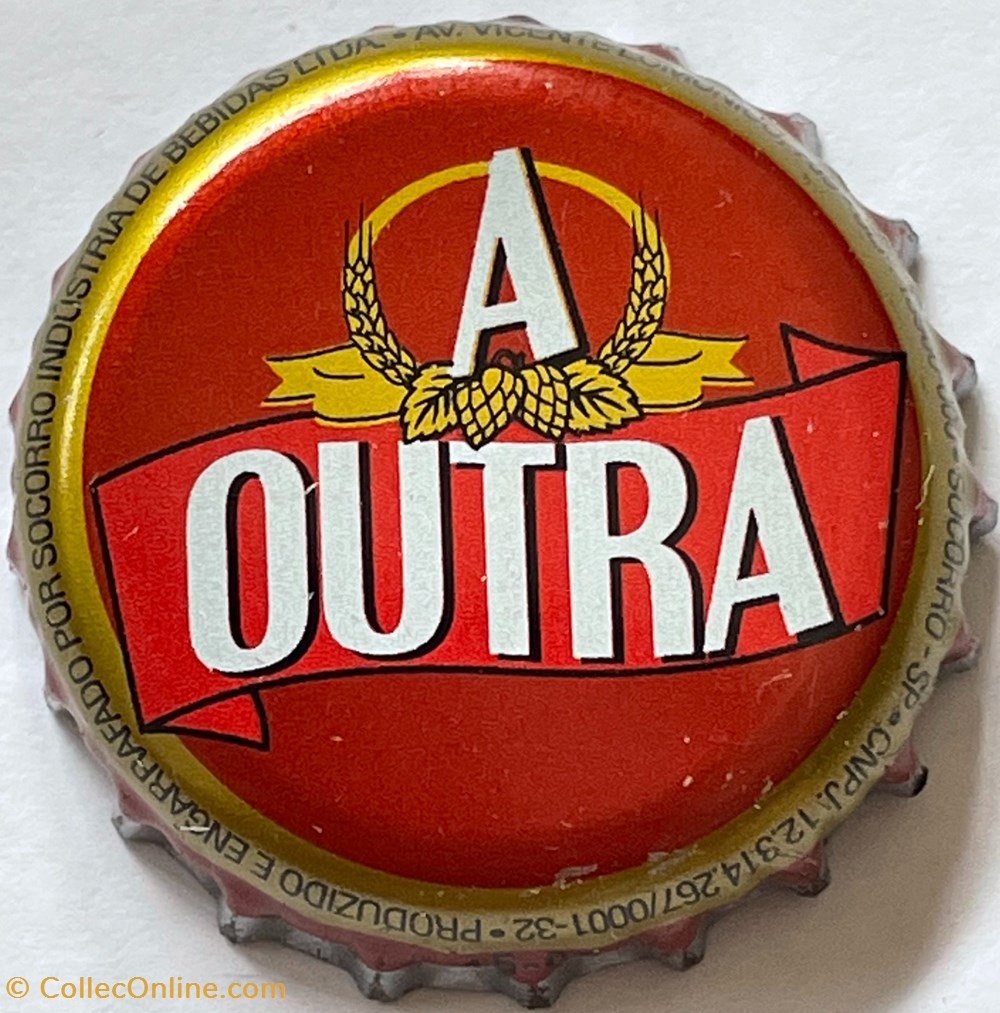 A
OUTRA
PRODUZIDO E ENGARRAFADO POR SOCORRO INDÚSTRIA DE BEBIDAS LTDA. • AV. VICENTE SOCORRO - SP • CNPJ. 12.314.267/0001-32 •
© CollecOnline.com